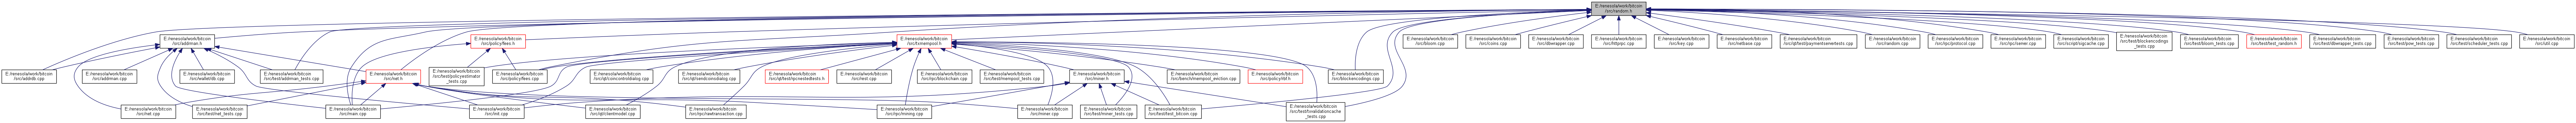 E:/renesola/work/bitcoin
/src/random.h
E:/renesola/work/bitcoin
/src/addrman.h
E:/renesola/work/bitcoin
/src/policy/fees.h
E:/renesola/work/bitcoin
/src/txmempool.h
E:/renesola/work/bitcoin
/src/bloom.cpp
E:/renesola/work/bitcoin
/src/coins.cpp
E:/renesola/work/bitcoin
/src/dbwrapper.cpp
E:/renesola/work/bitcoin
/src/httprpc.cpp
E:/renesola/work/bitcoin
/src/key.cpp
E:/renesola/work/bitcoin
/src/netbase.cpp
E:/renesola/work/bitcoin
/src/qt/test/paymentservertests.cpp
E:/renesola/work/bitcoin
/src/random.cpp
E:/renesola/work/bitcoin
/src/rpc/protocol.cpp
E:/renesola/work/bitcoin
/src/rpc/server.cpp
E:/renesola/work/bitcoin
/src/script/sigcache.cpp
E:/renesola/work/bitcoin
/src/test/blockencodings
_tests.cpp
E:/renesola/work/bitcoin
/src/test/bloom_tests.cpp
E:/renesola/work/bitcoin
/src/test/test_random.h
E:/renesola/work/bitcoin
/src/test/dbwrapper_tests.cpp
E:/renesola/work/bitcoin
/src/test/pow_tests.cpp
E:/renesola/work/bitcoin
/src/test/scheduler_tests.cpp
E:/renesola/work/bitcoin
/src/util.cpp
E:/renesola/work/bitcoin
/src/addrdb.cpp
E:/renesola/work/bitcoin
/src/addrman.cpp
E:/renesola/work/bitcoin
/src/wallet/db.cpp
E:/renesola/work/bitcoin
/src/test/addrman_tests.cpp
E:/renesola/work/bitcoin
/src/net.h
E:/renesola/work/bitcoin
/src/test/policyestimator
_tests.cpp
E:/renesola/work/bitcoin
/src/policy/fees.cpp
E:/renesola/work/bitcoin
/src/qt/coincontroldialog.cpp
E:/renesola/work/bitcoin
/src/qt/sendcoinsdialog.cpp
E:/renesola/work/bitcoin
/src/qt/test/rpcnestedtests.h
E:/renesola/work/bitcoin
/src/rest.cpp
E:/renesola/work/bitcoin
/src/rpc/blockchain.cpp
E:/renesola/work/bitcoin
/src/test/mempool_tests.cpp
E:/renesola/work/bitcoin
/src/miner.h
E:/renesola/work/bitcoin
/src/bench/mempool_eviction.cpp
E:/renesola/work/bitcoin
/src/policy/rbf.h
E:/renesola/work/bitcoin
/src/blockencodings.cpp
E:/renesola/work/bitcoin
/src/net.cpp
E:/renesola/work/bitcoin
/src/test/net_tests.cpp
E:/renesola/work/bitcoin
/src/main.cpp
E:/renesola/work/bitcoin
/src/init.cpp
E:/renesola/work/bitcoin
/src/qt/clientmodel.cpp
E:/renesola/work/bitcoin
/src/rpc/rawtransaction.cpp
E:/renesola/work/bitcoin
/src/rpc/mining.cpp
E:/renesola/work/bitcoin
/src/miner.cpp
E:/renesola/work/bitcoin
/src/test/miner_tests.cpp
E:/renesola/work/bitcoin
/src/test/test_bitcoin.cpp
E:/renesola/work/bitcoin
/src/test/txvalidationcache
_tests.cpp